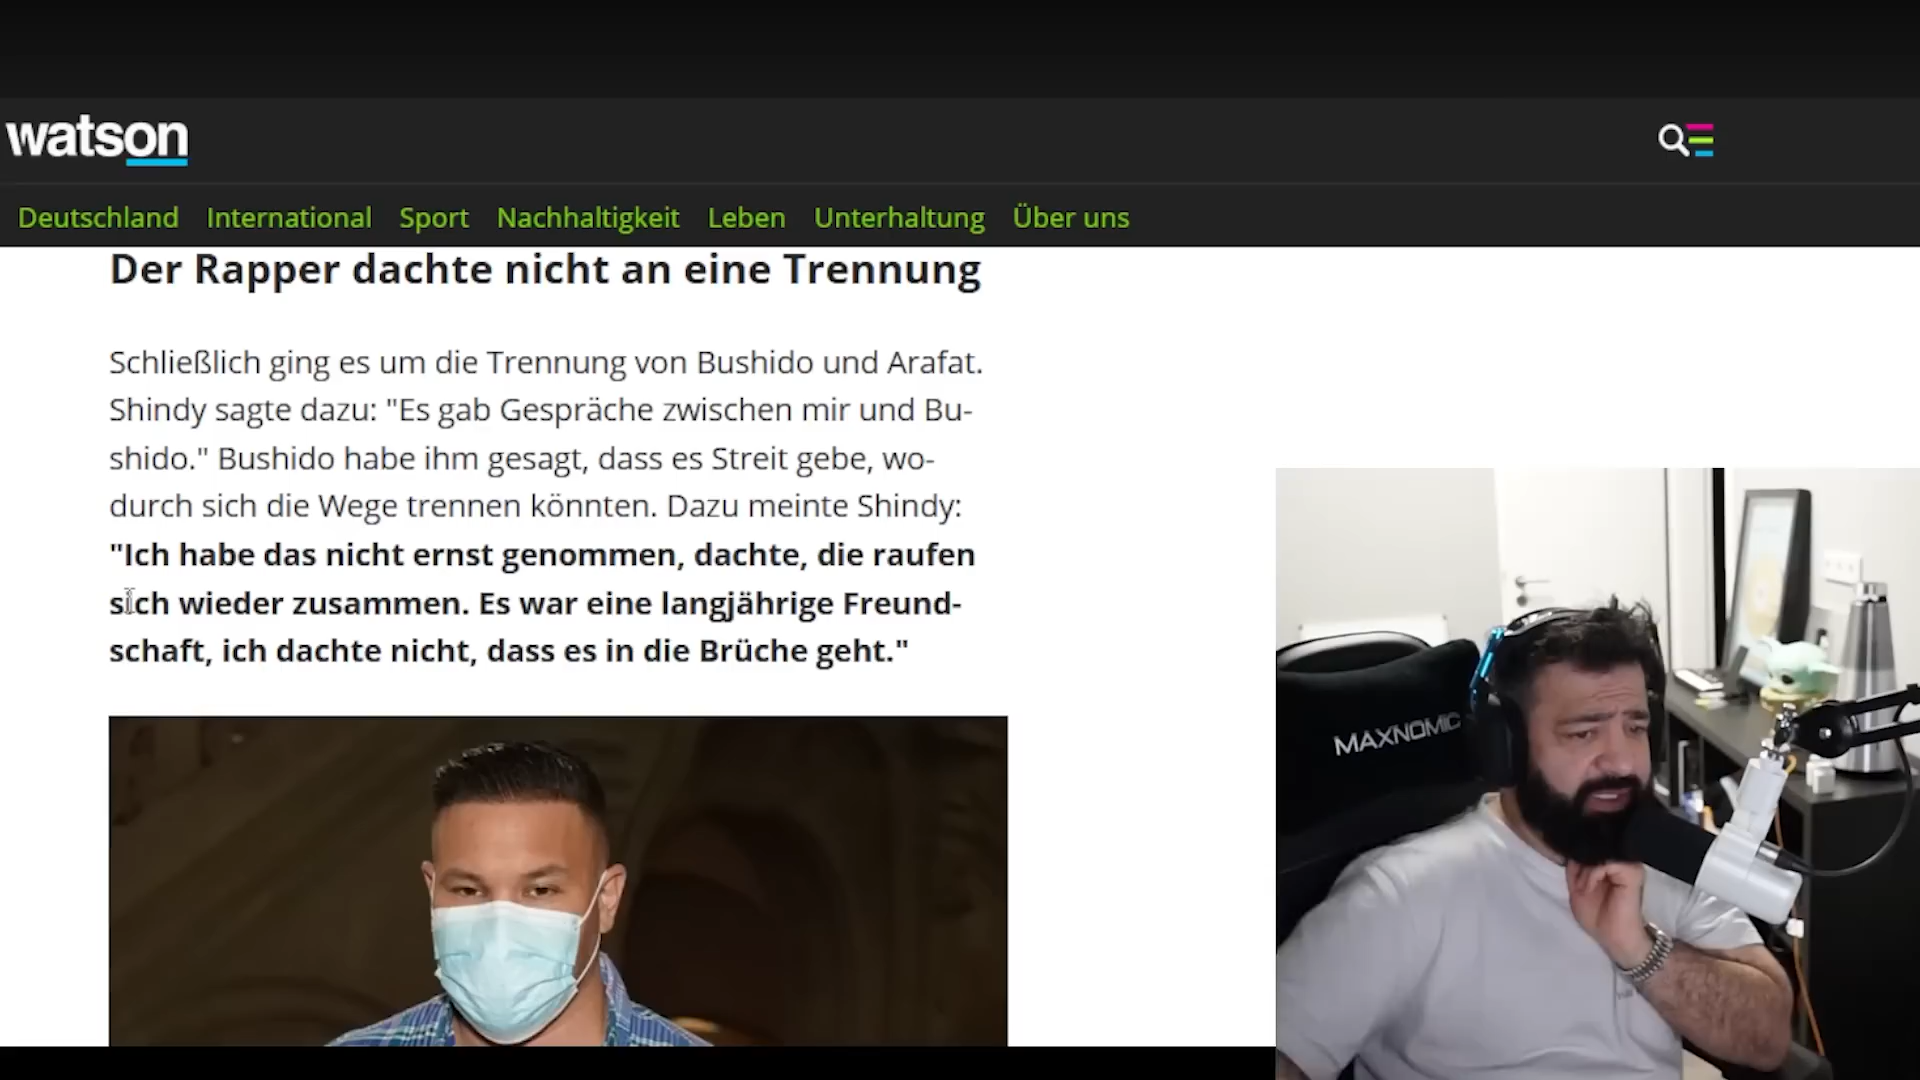 watson
Deutschland International Sport Nachhaltigkeit Leben Unterhaltung Über uns
Der Rapper dachte nicht an eine Trennung
Schließlich ging es um die Trennung von Bushido und Arafat.
Shindy sagte dazu: "Es gab Gespräche zwischen mir und Bu-
shido." Bushido habe ihm gesagt, dass es Streit gebe, wo-
durch sich die Wege trennen könnten. Dazu meinte Shindy:
"Ich habe das nicht ernst genommen, dachte, die raufen
sich wieder zusammen. Es war eine langjährige Freund-
schaft, ich dachte nicht, dass es in die Brüche geht."
MAXNOMIC